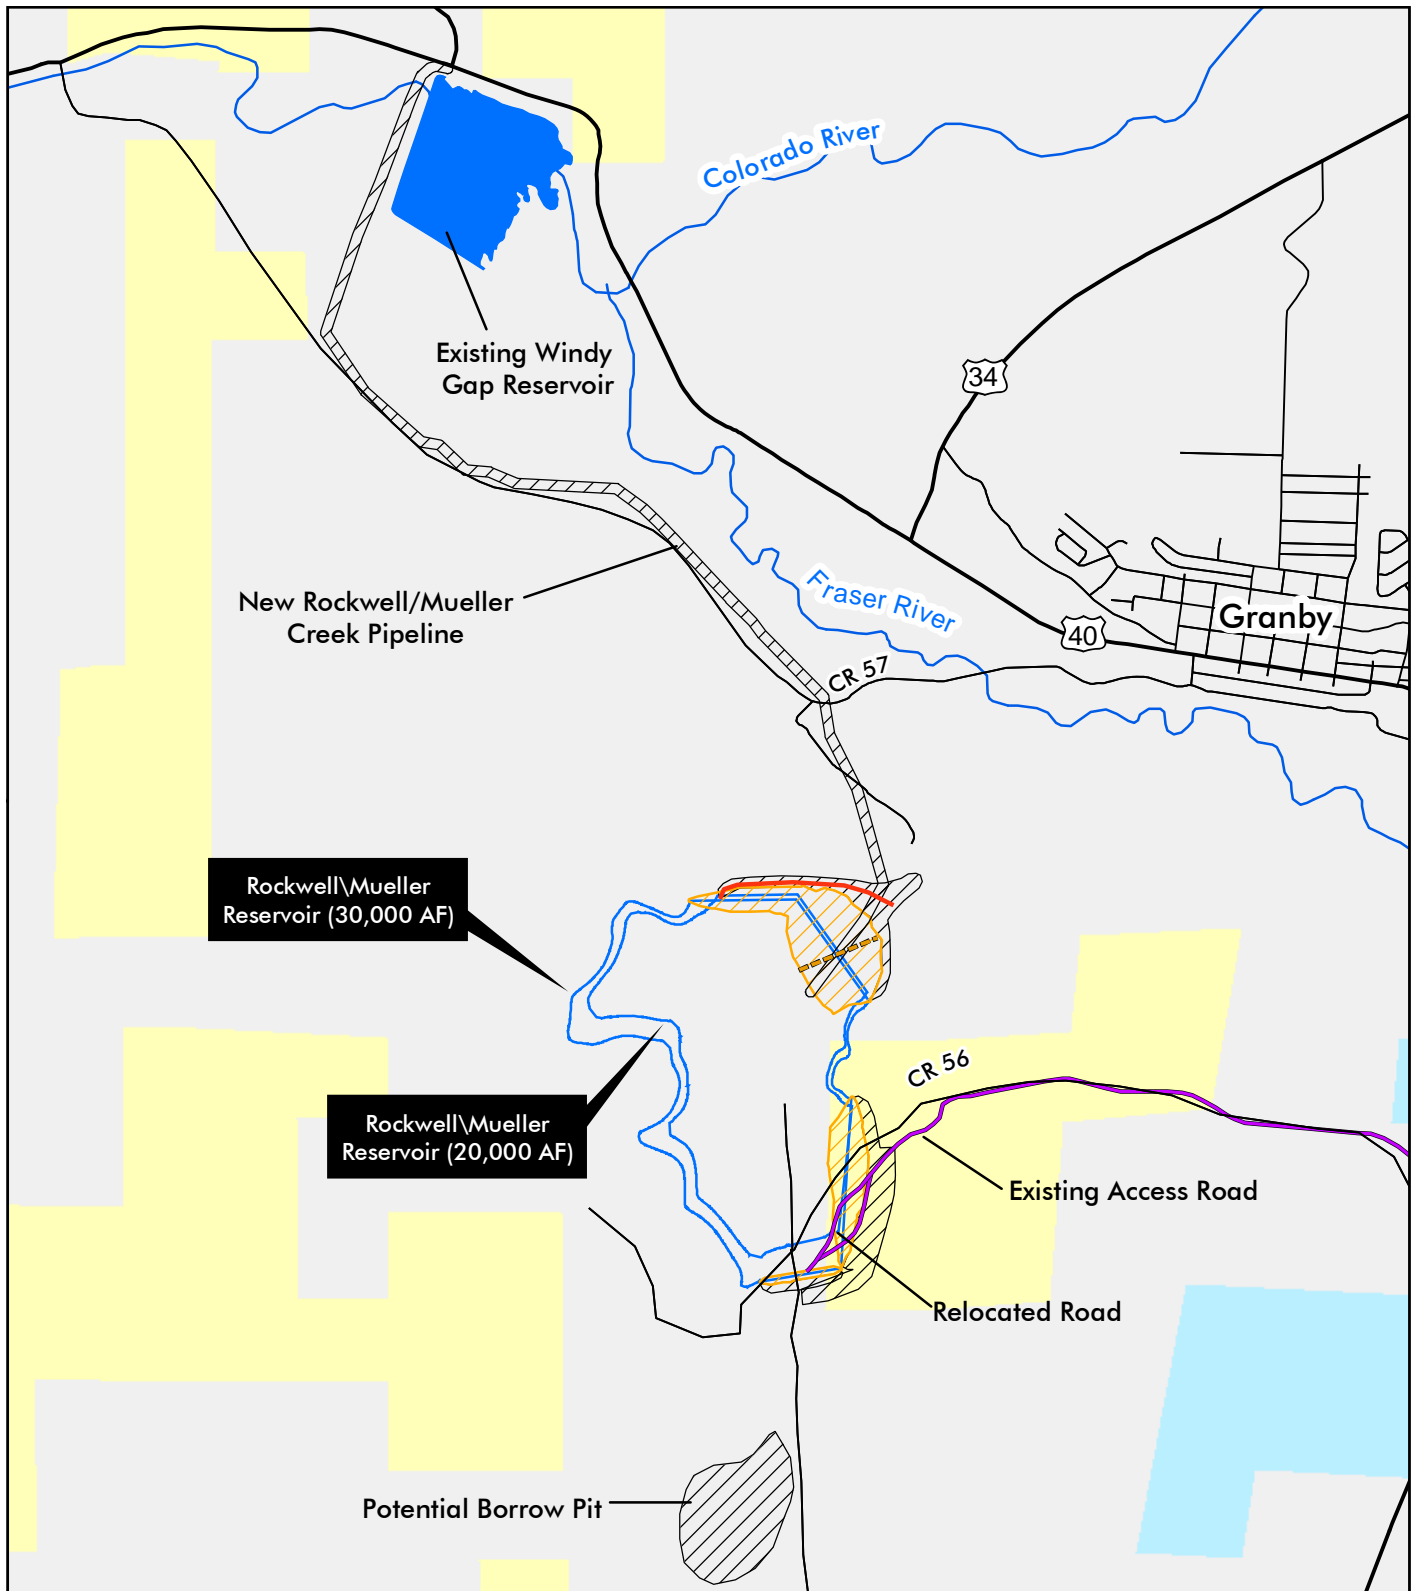 Colorado River
Existing Windy
Gap Reservoir
34
New Rockwell/Mueller
Creek Pipeline
Fraser River
Granby
40
CR 57
Rockwell\Mueller
Reservoir (30,000 AF)
CR 56
Rockwell\Mueller
Reservoir (20,000 AF)
Existing Access Road
Relocated Road
Potential Borrow Pit